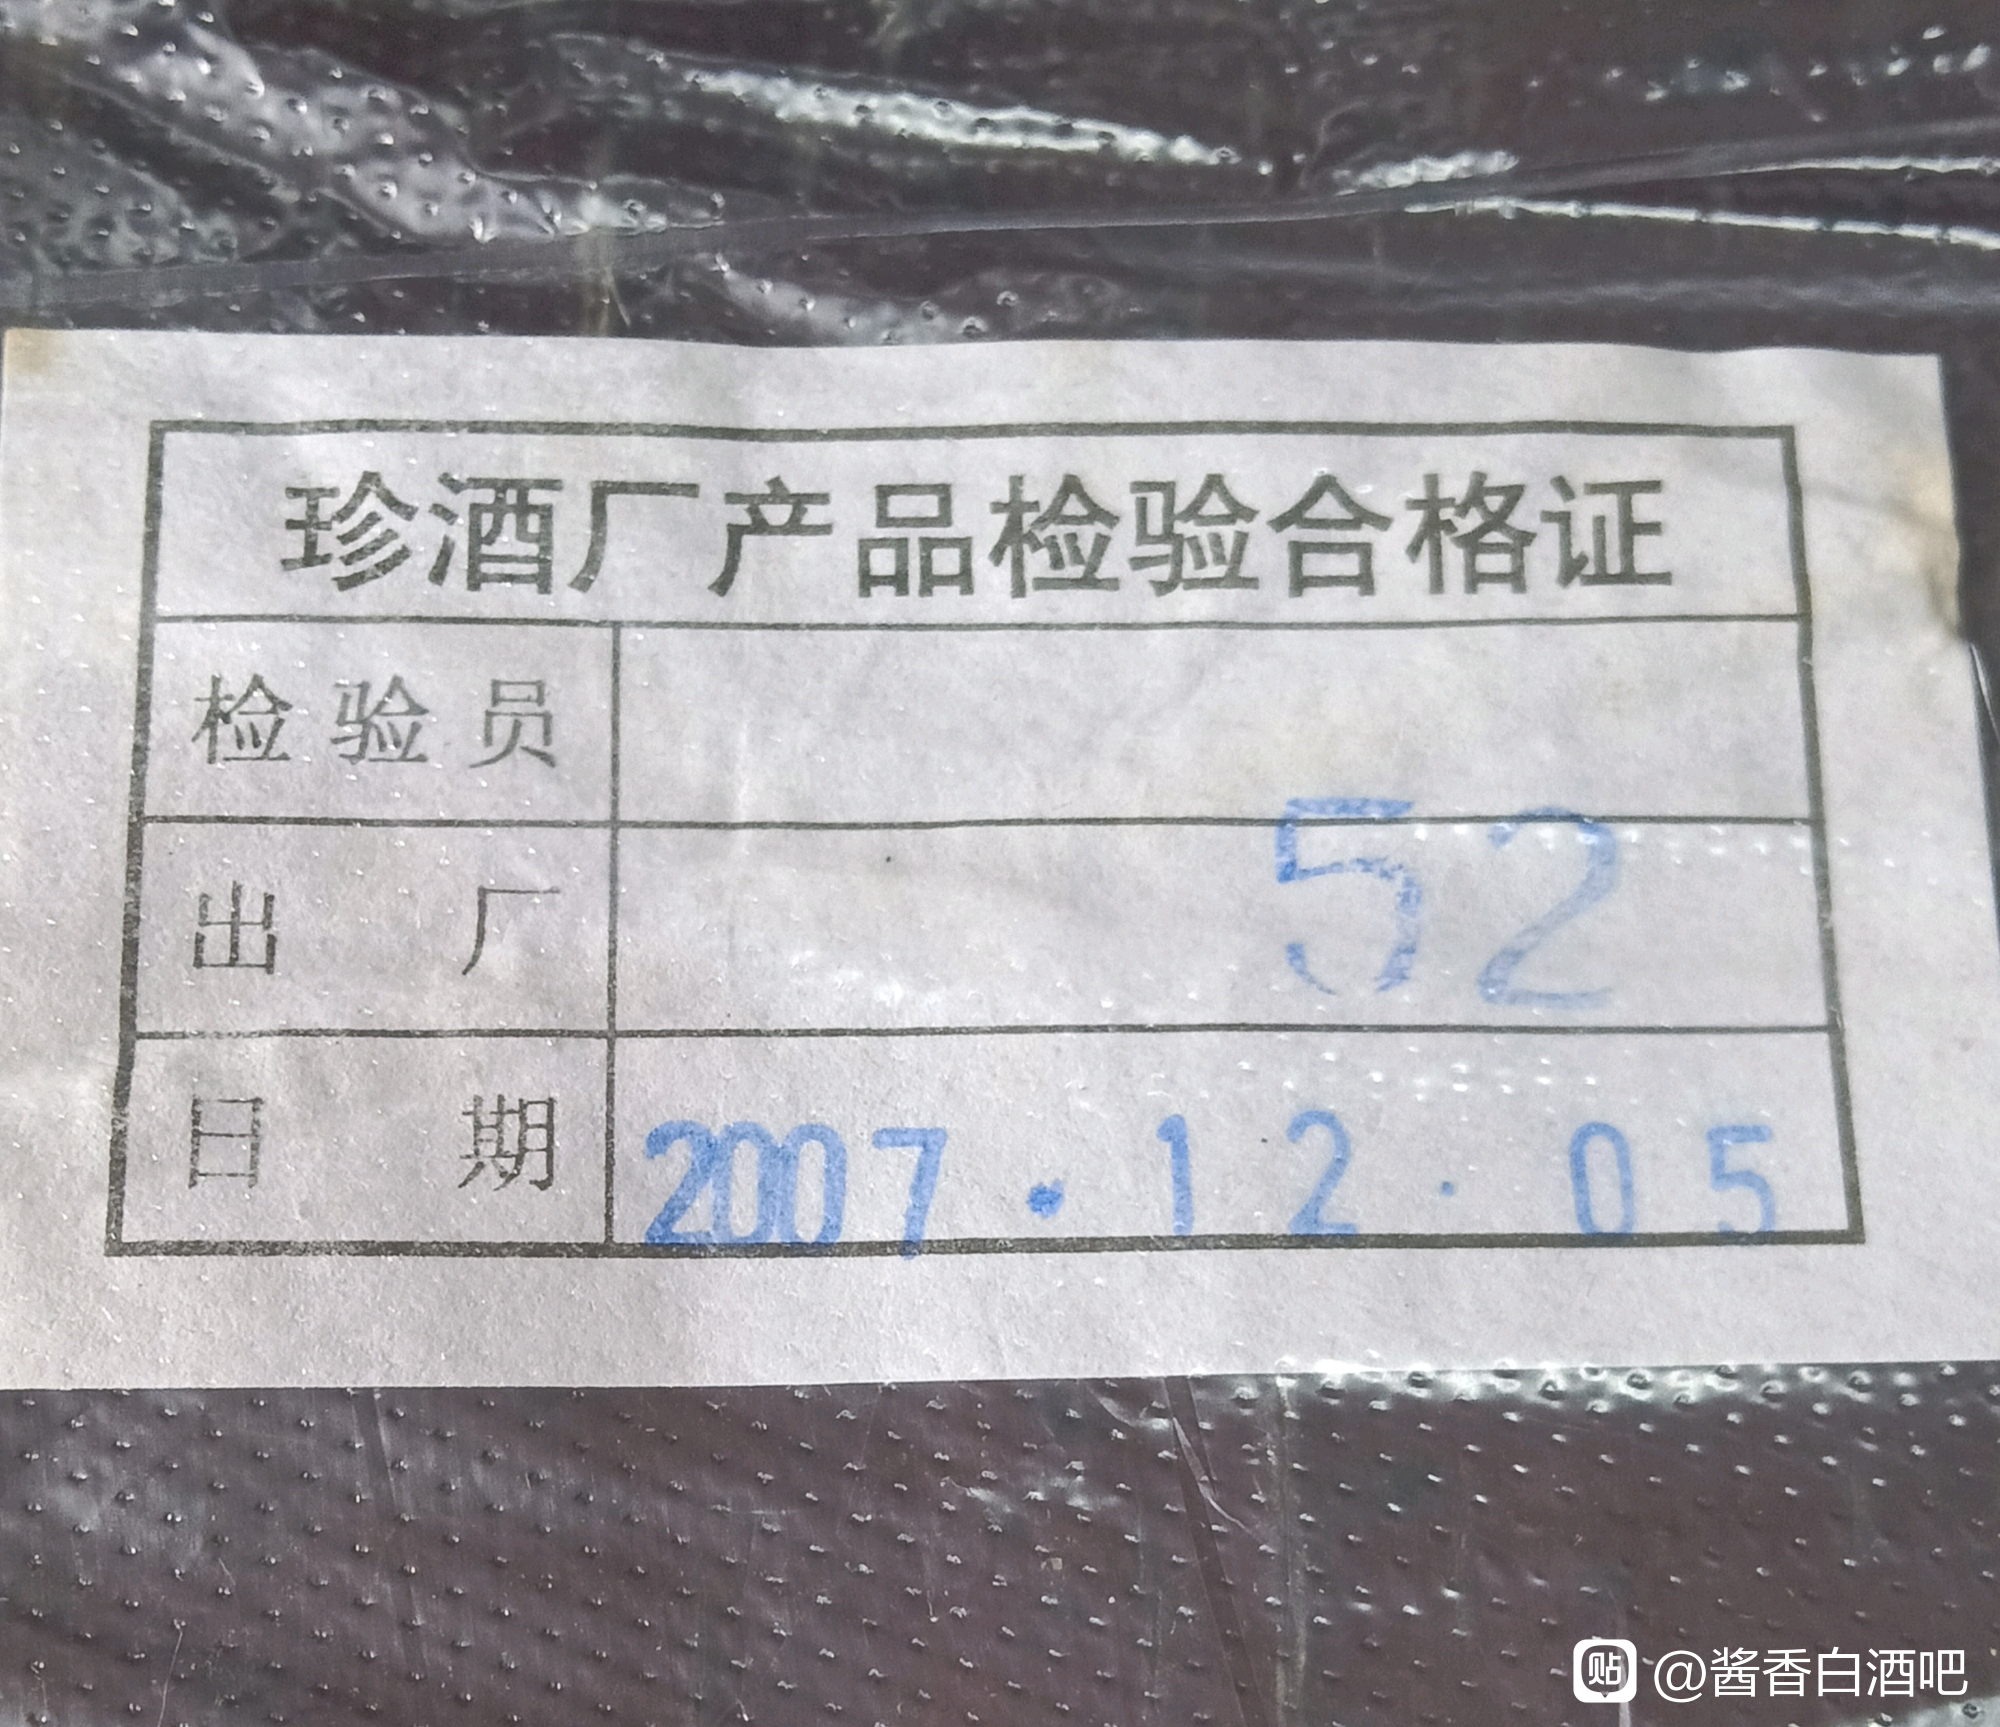 珍酒厂产品检验合格证
检验员
出厂 52
日期 2007·12·05
贴 @酱香白酒吧